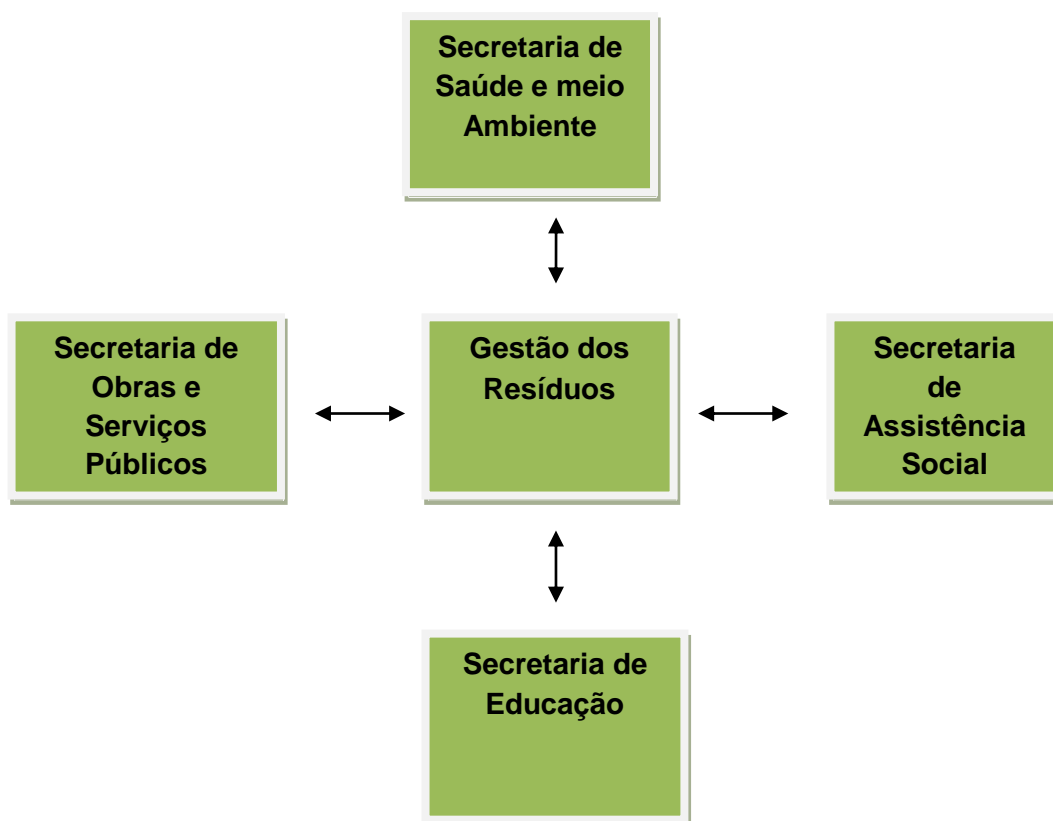 Secretaria de
Saúde e meio
Ambiente
Secretaria de
Obras e
Serviços
Públicos
Gestão dos
Resíduos
Secretaria
de
Assistência
Social
Secretaria de
Educação